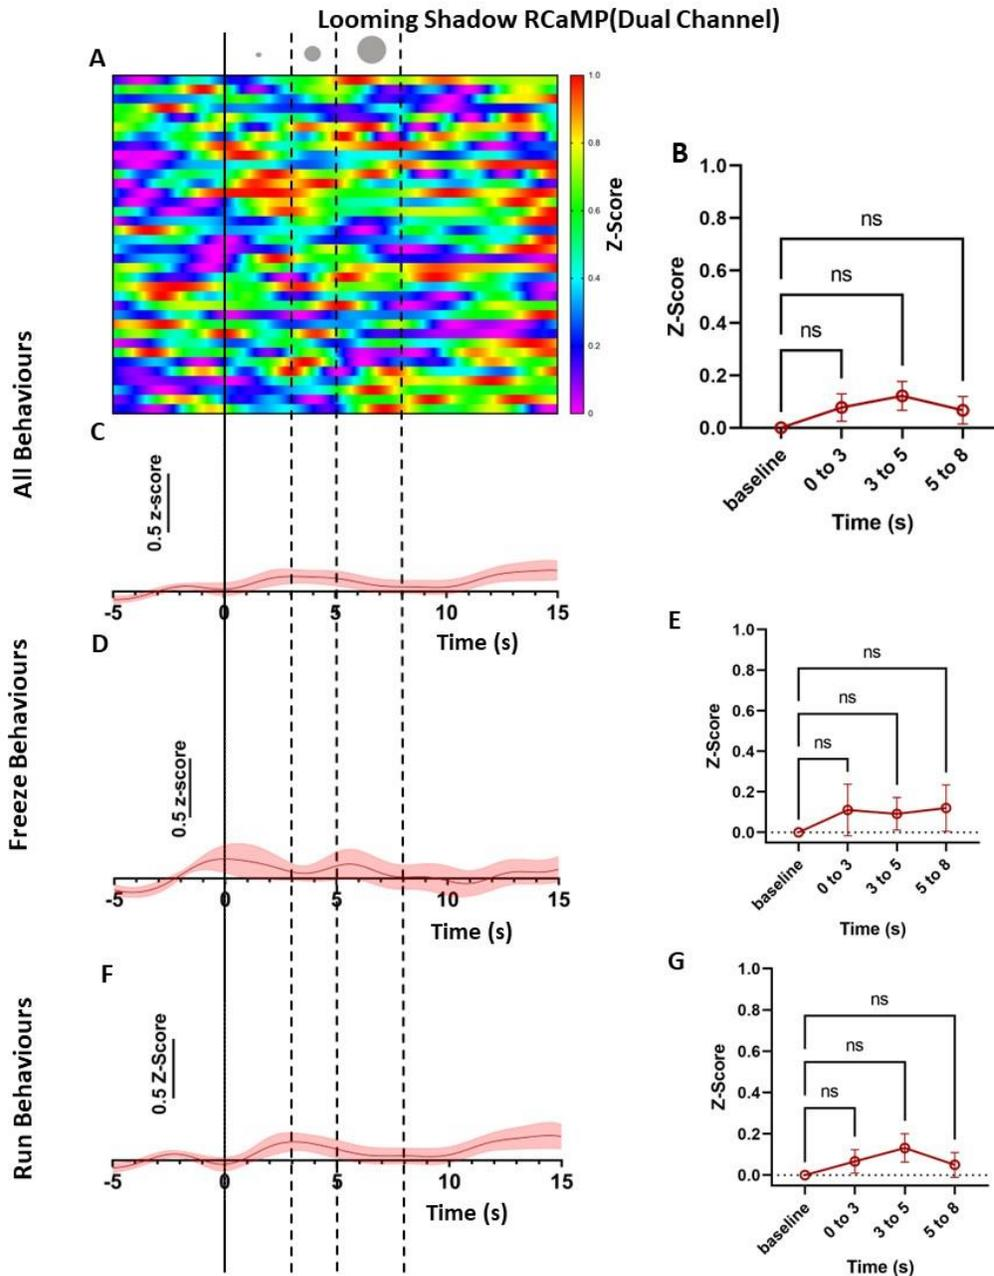 Looming Shadow RCaMP(Dual Channel)
A
1.0
0.8
0.6
0.4
0.2
0
Z-Score
B
1.0
0.8
0.6
0.4
0.2
0.0
Z-Score
ns
ns
ns
baseline
0 to 3
3 to 5
5 to 8
Time (s)
All Behaviours
C
0.5 z-score
-5
0
5
10
15
Time (s)
Freeze Behaviours
D
0.5 z-score
-5
0
5
10
15
Time (s)
E
1.0
0.8
0.6
0.4
0.2
0.0
Z-Score
ns
ns
ns
baseline
0 to 3
3 to 5
5 to 8
Time (s)
Run Behaviours
F
0.5 Z-Score
-5
0
5
10
15
Time (s)
G
1.0
0.8
0.6
0.4
0.2
0.0
Z-Score
ns
ns
ns
baseline
0 to 3
3 to 5
5 to 8
Time (s)